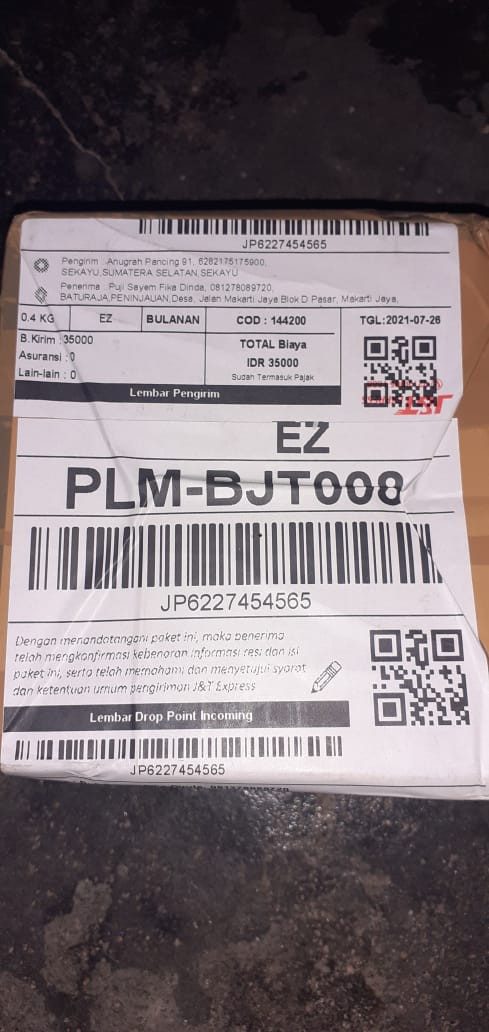 JP6227454565
Pengirim : Anugrah Pancing 91, 6282175175900,
SEKAYU,SUMATERA SELATAN,SEKAYU
Penerima : Puji Sayem Fika Dinda, 081278089720,
BATURAJA,PENINJAUAN,Desa, Jalan Makarti Jaya Blok D Pasar, Makarti Jaya,
0.4 KG EZ BULANAN COD : 144200 TGL:2021-07-26
B.Kirim : 35000
Asuransi : 0
Lain-lain : 0
TOTAL Biaya
IDR 35000
Sudah Termasuk Pajak
Lembar Pengirim
EZ
PLM-BJT008
JP6227454565
Dengan menandatangani paket ini, maka penerima
telah mengkonfirmasi kebenaran informasi resi dan isi
paket ini, serta telah memahami dan menyetujui syarat
dan ketentuan umum pengiriman J&T Express
Lembar Drop Point Incoming
JP6227454565